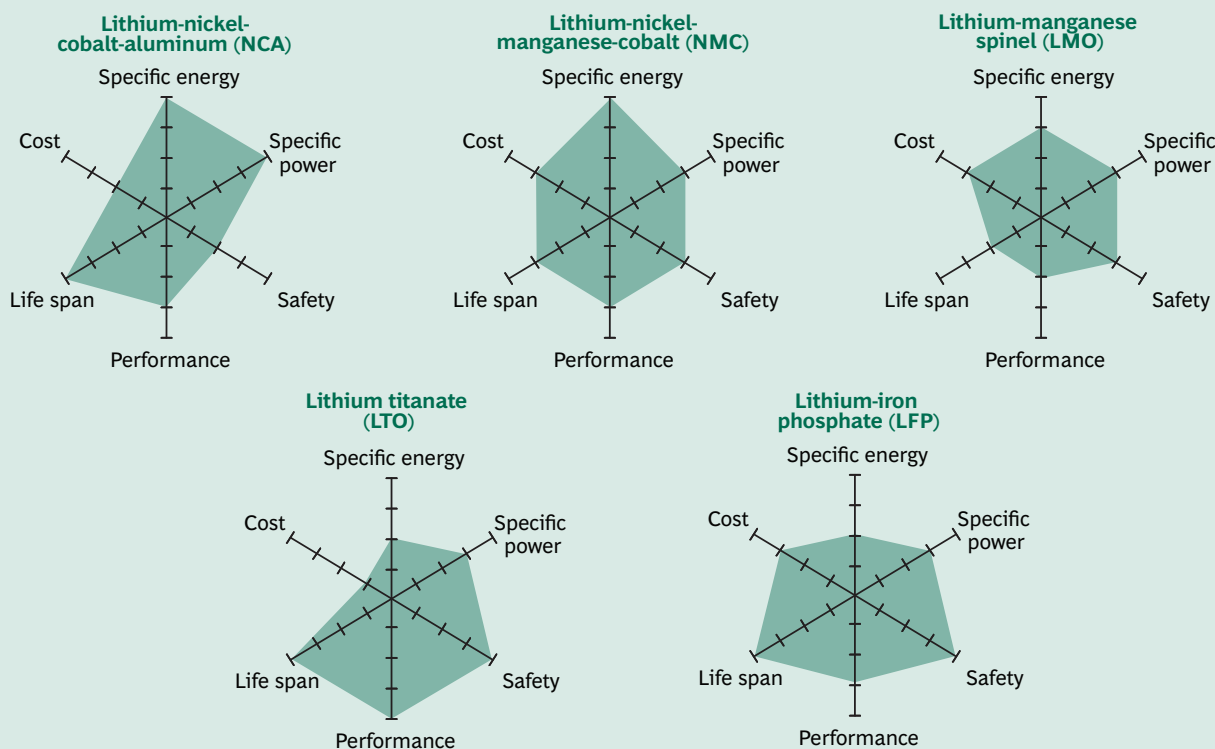 Lithium-nickel-
cobalt-aluminum (NCA)
Specific energy
Cost
Specific
power
Life span
Safety
Performance
Lithium-nickel-
manganese-cobalt (NMC)
Specific energy
Cost
Specific
power
Life span
Safety
Performance
Lithium-manganese
spinel (LMO)
Specific energy
Cost
Specific
power
Life span
Safety
Performance
Lithium titanate
(LTO)
Specific energy
Cost
Specific
power
Life span
Safety
Performance
Lithium-iron
phosphate (LFP)
Specific energy
Cost
Specific
power
Life span
Safety
Performance